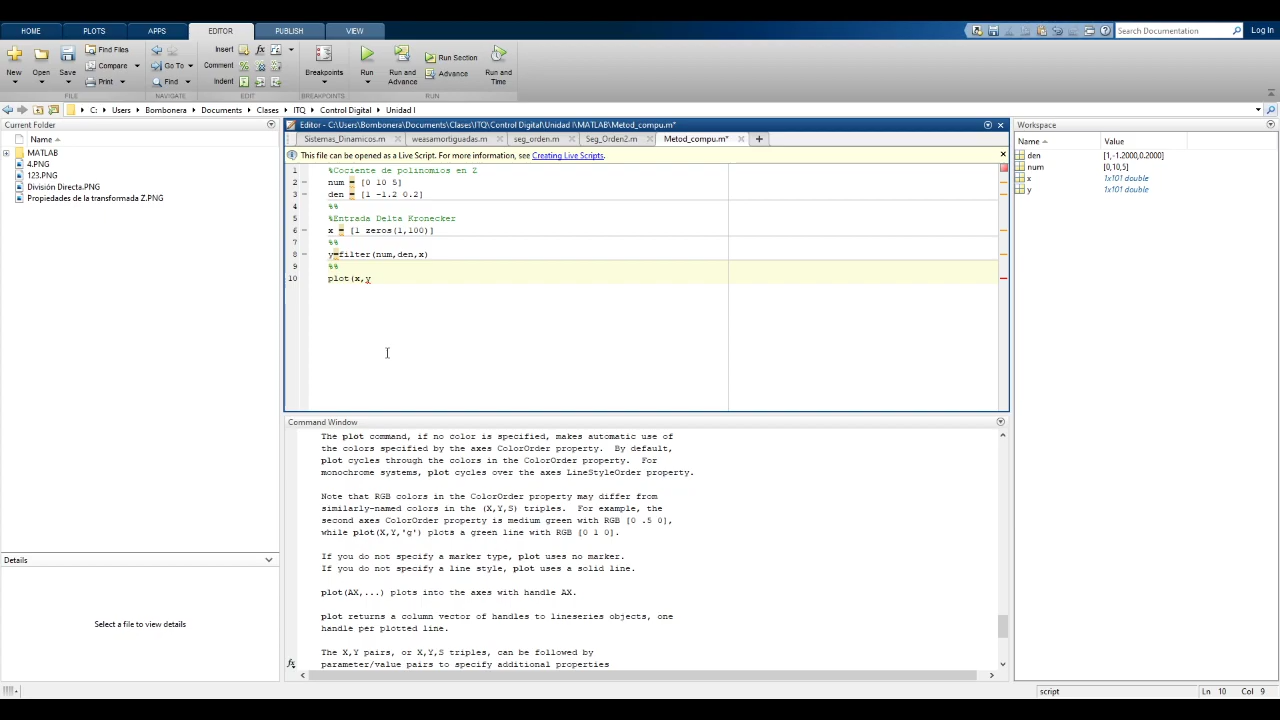 HOME PLOTS APPS EDITOR PUBLISH VIEW Search Documentation Log In
New Open Save Find Files Compare Print Go To Find Insert Comment Indent fx Breakpoints Run Run and Advance Run Section Advance Run and Time
FILE NAVIGATE EDIT BREAKPOINTS RUN
C: Users Bombonera Documents Clases ITQ Control Digital Unidad I
Current Folder
Name
MATLAB
4.PNG
123.PNG
División Directa.PNG
Propiedades de la transformada Z.PNG
Details
Select a file to view details
Editor - C:\Users\Bombonera\Documents\Clases\ITQ\Control Digital\Unidad I\MATLAB\Metod_compu.m*
Sistemas_Dinamicos.m weasamortiguadas.m seg_orden.m Seg_Orden2.m Metod_compu.m*
This file can be opened as a Live Script. For more information, see Creating Live Scripts.
1 %Cociente de polinomios en Z
2 num = [0 10 5]
3 den = [1 -1.2 0.2]
4 %%
5 %Entrada Delta Kronecker
6 x = [1 zeros(1,100)]
7 %%
8 y=filter(num,den,x)
9 %%
10 plot(x,y
Command Window
The plot command, if no color is specified, makes automatic use of
the colors specified by the axes ColorOrder property. By default,
plot cycles through the colors in the ColorOrder property. For
monochrome systems, plot cycles over the axes LineStyleOrder property.
Note that RGB colors in the ColorOrder property may differ from
similarly-named colors in the (X,Y,S) triples. For example, the
second axes ColorOrder property is medium green with RGB [0 .5 0],
while plot(X,Y,'g') plots a green line with RGB [0 1 0].
If you do not specify a marker type, plot uses no marker.
If you do not specify a line style, plot uses a solid line.
plot(AX,...) plots into the axes with handle AX.
plot returns a column vector of handles to lineseries objects, one
handle per plotted line.
The X,Y pairs, or X,Y,S triples, can be followed by
parameter/value pairs to specify additional properties
fx
Workspace
Name Value
den [1,-1.2000,0.2000]
num [0,10,5]
x 1x101 double
y 1x101 double
script Ln 10 Col 9